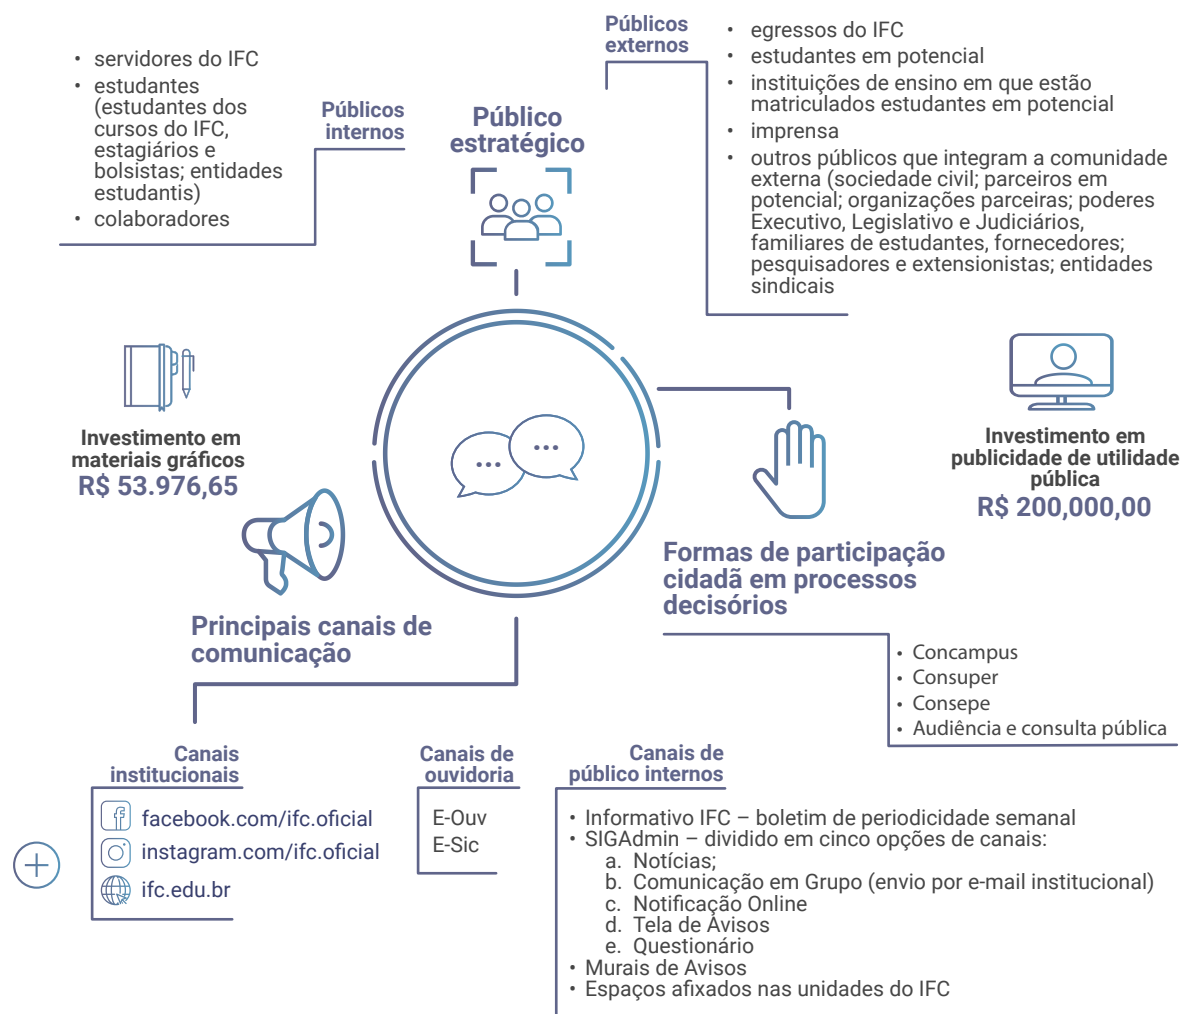 Públicos
internos
• servidores do IFC
• estudantes
(estudantes dos
cursos do IFC,
estagiários e
bolsistas; entidades
estudantis)
• colaboradores
Público
estratégico
Públicos
externos
• egressos do IFC
• estudantes em potencial
• instituições de ensino em que estão
matriculados estudantes em potencial
• imprensa
• outros públicos que integram a comunidade
externa (sociedade civil; parceiros em
potencial; organizações parceiras; poderes
Executivo, Legislativo e Judiciários,
familiares de estudantes, fornecedores;
pesquisadores e extensionistas; entidades
sindicais
Investimento em
materiais gráficos
R$ 53.976,65
Investimento em
publicidade de utilidade
pública
R$ 200,000,00
Formas de participação
cidadã em processos
decisórios
• Concampus
• Consuper
• Consepe
• Audiência e consulta pública
Principais canais de
comunicação
Canais
institucionais
facebook.com/ifc.oficial
instagram.com/ifc.oficial
ifc.edu.br
Canais de
ouvidoria
E-Ouv
E-Sic
Canais de
público internos
• Informativo IFC – boletim de periodicidade semanal
• SIGAdmin – dividido em cinco opções de canais:
a. Notícias;
b. Comunicação em Grupo (envio por e-mail institucional)
c. Notificação Online
d. Tela de Avisos
e. Questionário
• Murais de Avisos
• Espaços afixados nas unidades do IFC